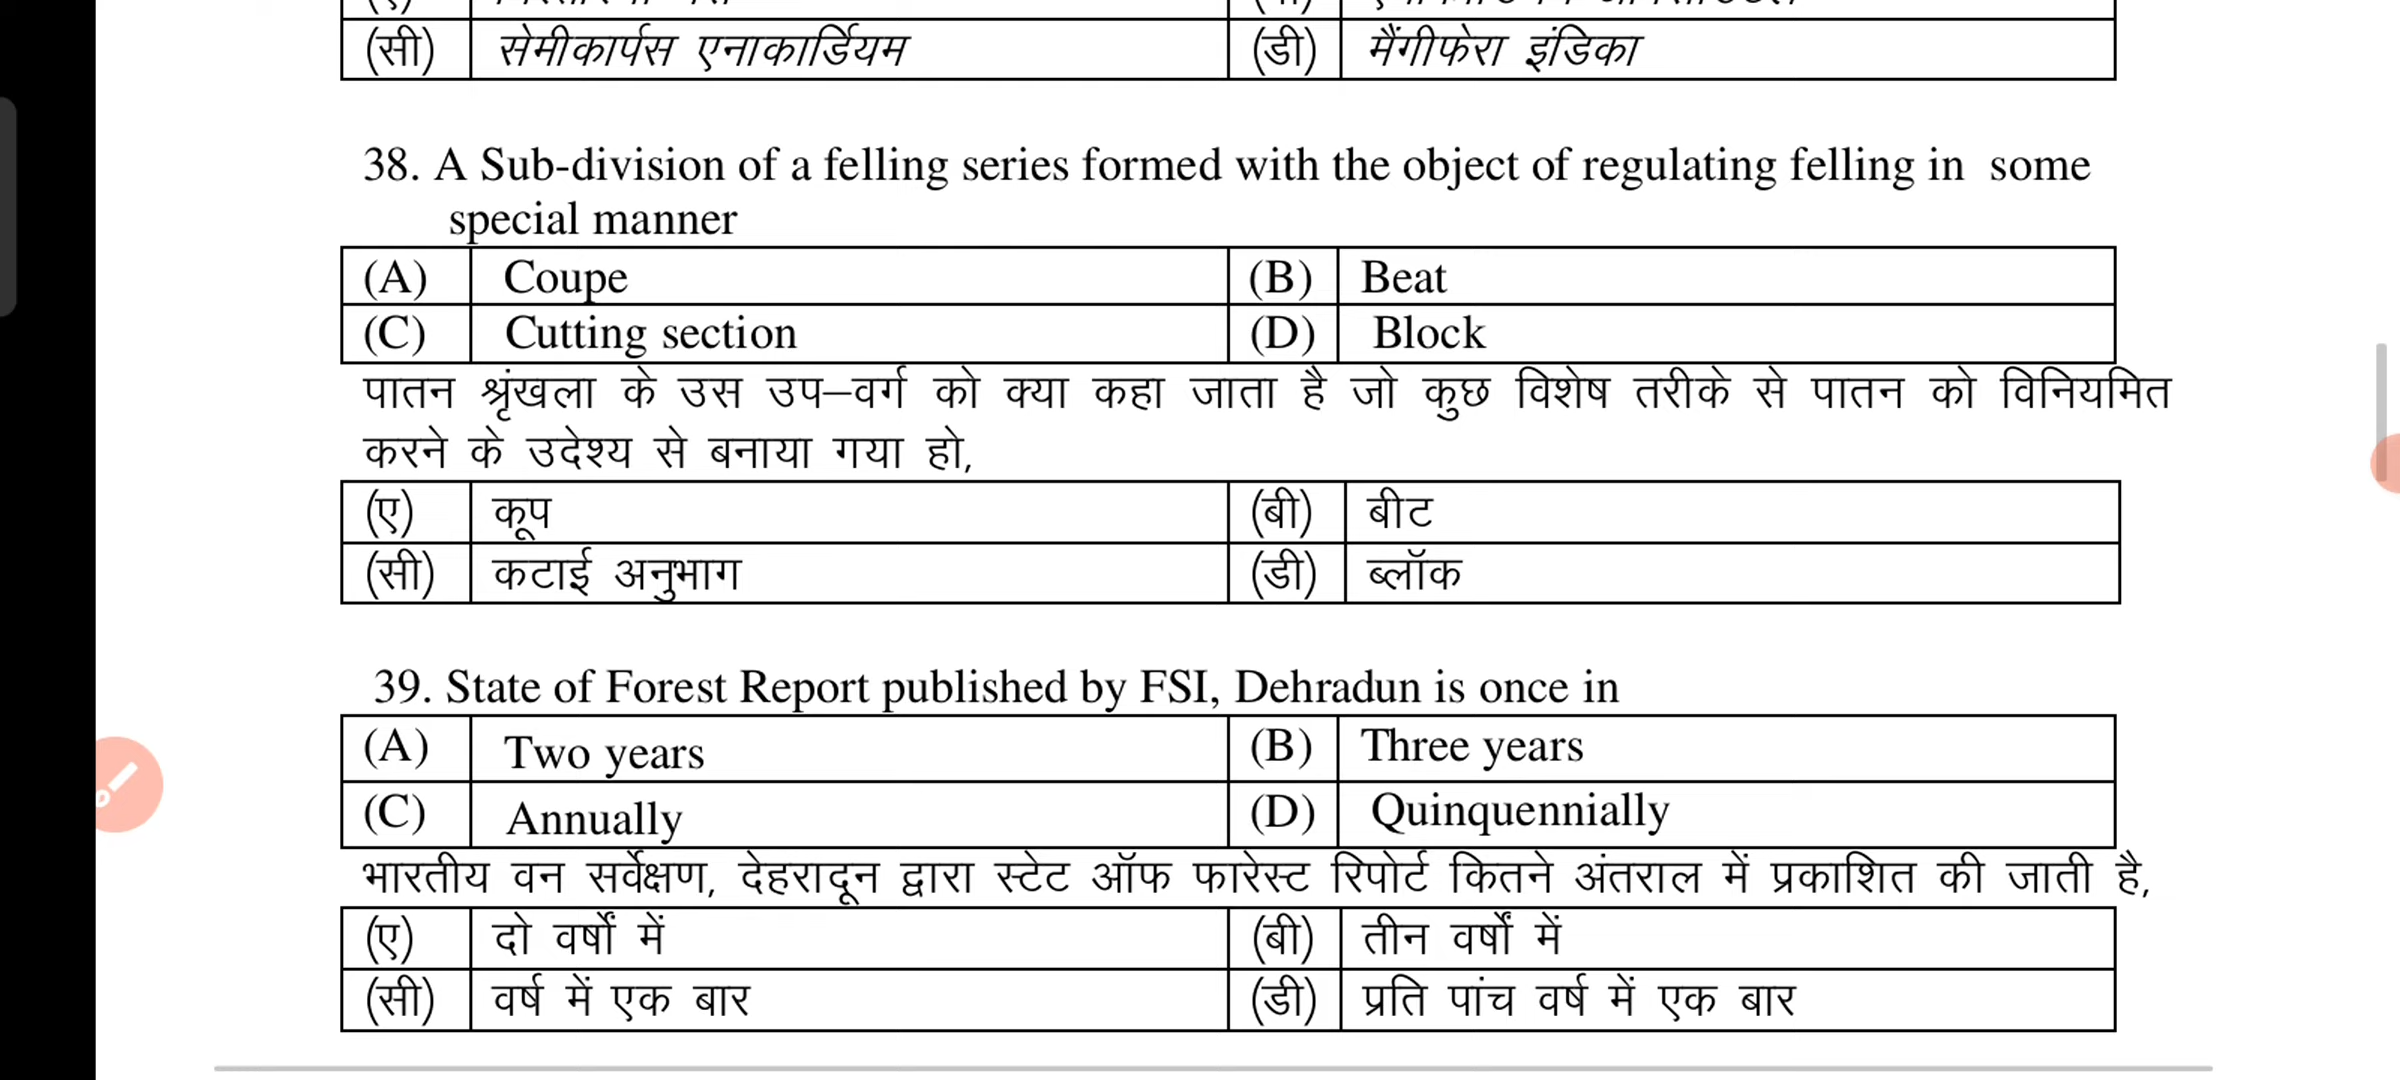 (सी) सेमीकार्पस एनाकार्डियम (डी) मैंगीफेरा इंडिका
38. A Sub-division of a felling series formed with the object of regulating felling in some
special manner
(A) Coupe (B) Beat
(C) Cutting section (D) Block
पातन श्रृंखला के उस उप–वर्ग को क्या कहा जाता है जो कुछ विशेष तरीके से पातन को विनियमित
करने के उदेश्य से बनाया गया हो,
(ए) कूप (बी) बीट
(सी) कटाई अनुभाग (डी) ब्लॉक
39. State of Forest Report published by FSI, Dehradun is once in
(A) Two years (B) Three years
(C) Annually (D) Quinquennially
भारतीय वन सर्वेक्षण, देहरादून द्वारा स्टेट ऑफ फारेस्ट रिपोर्ट कितने अंतराल में प्रकाशित की जाती है,
(ए) दो वर्षों में (बी) तीन वर्षों में
(सी) वर्ष में एक बार (डी) प्रति पांच वर्ष में एक बार